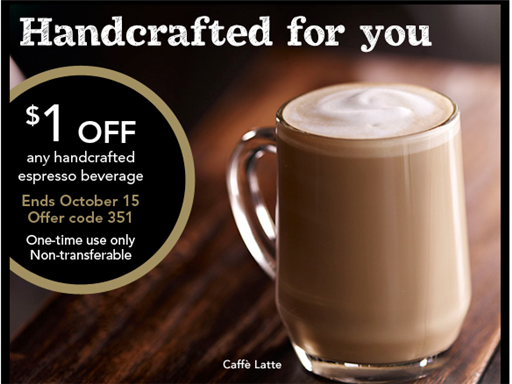 Handcrafted for you
$1 OFF
any handcrafted
espresso beverage
Ends October 15
Offer code 351
One-time use only
Non-transferable
Caffè Latte